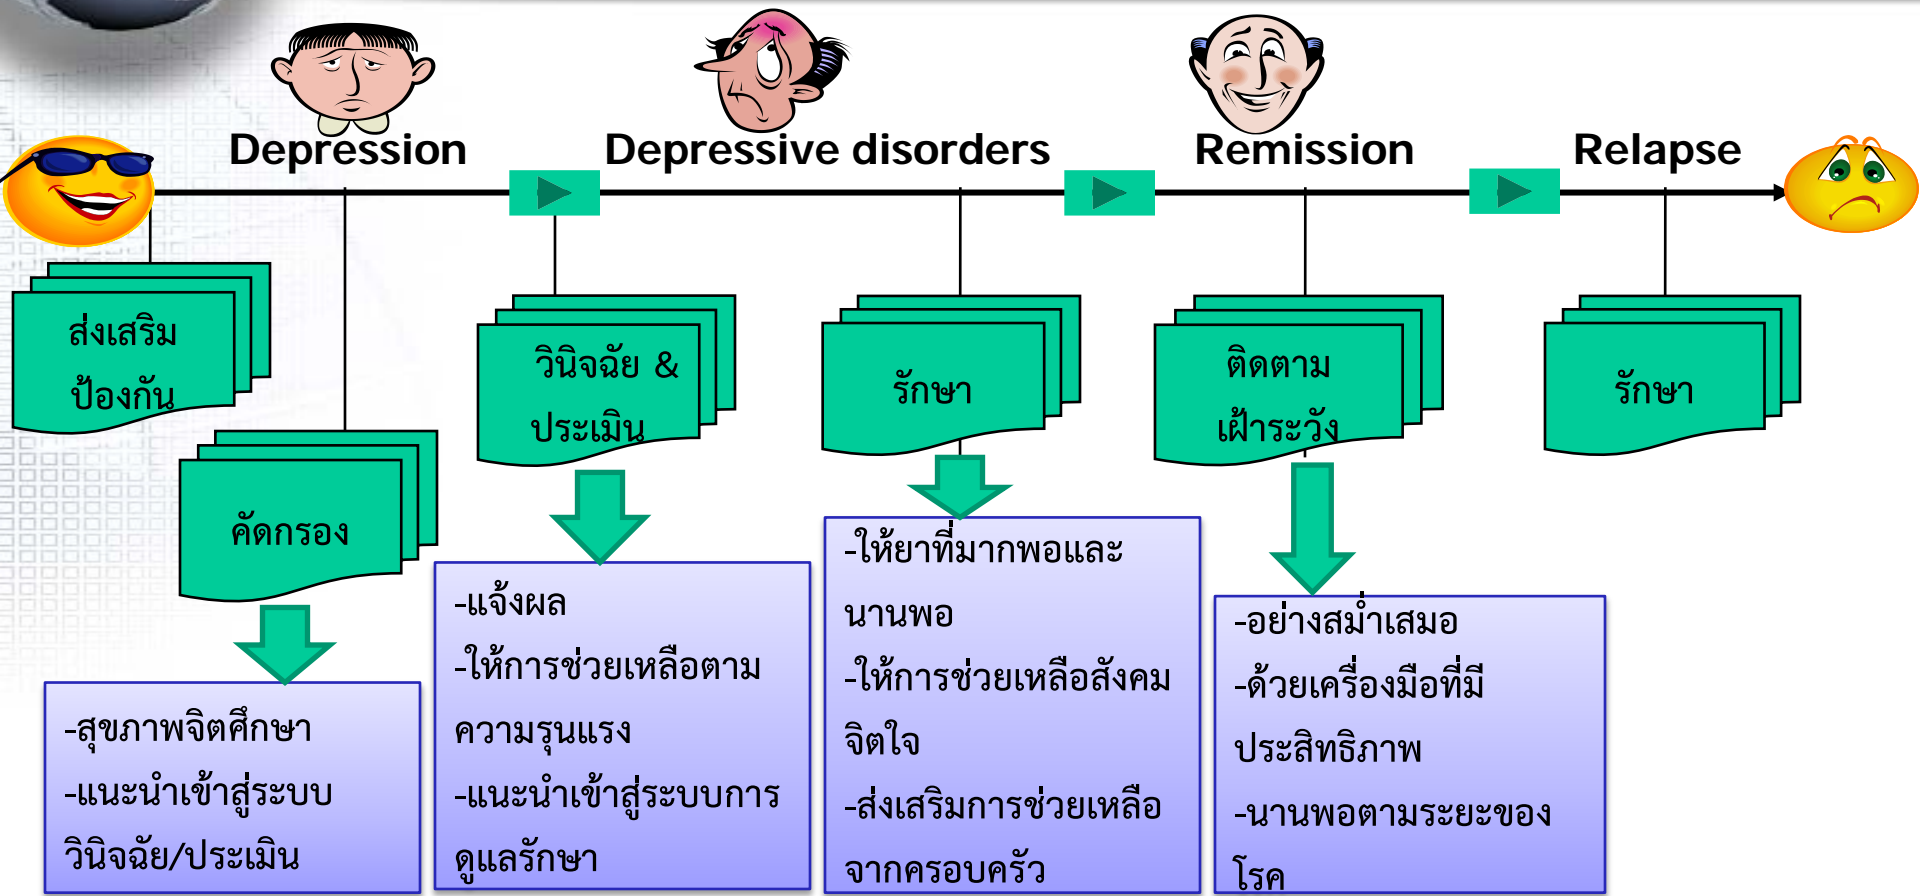 Depression
Depressive disorders
Remission
Relapse
ส่งเสริม
ป้องกัน
คัดกรอง
วินิจฉัย &
ประเมิน
รักษา
ติดตาม
เฝ้าระวัง
รักษา
-สุขภาพจิตศึกษา
-แนะนำเข้าสู่ระบบ
วินิจฉัย/ประเมิน
-แจ้งผล
-ให้การช่วยเหลือตาม
ความรุนแรง
-แนะนำเข้าสู่ระบบการ
ดูแลรักษา
-ให้ยาที่มากพอและ
นานพอ
-ให้การช่วยเหลือสังคม
จิตใจ
-ส่งเสริมการช่วยเหลือ
จากครอบครัว
-อย่างสม่ำเสมอ
-ด้วยเครื่องมือที่มี
ประสิทธิภาพ
-นานพอตามระยะของ
โรค